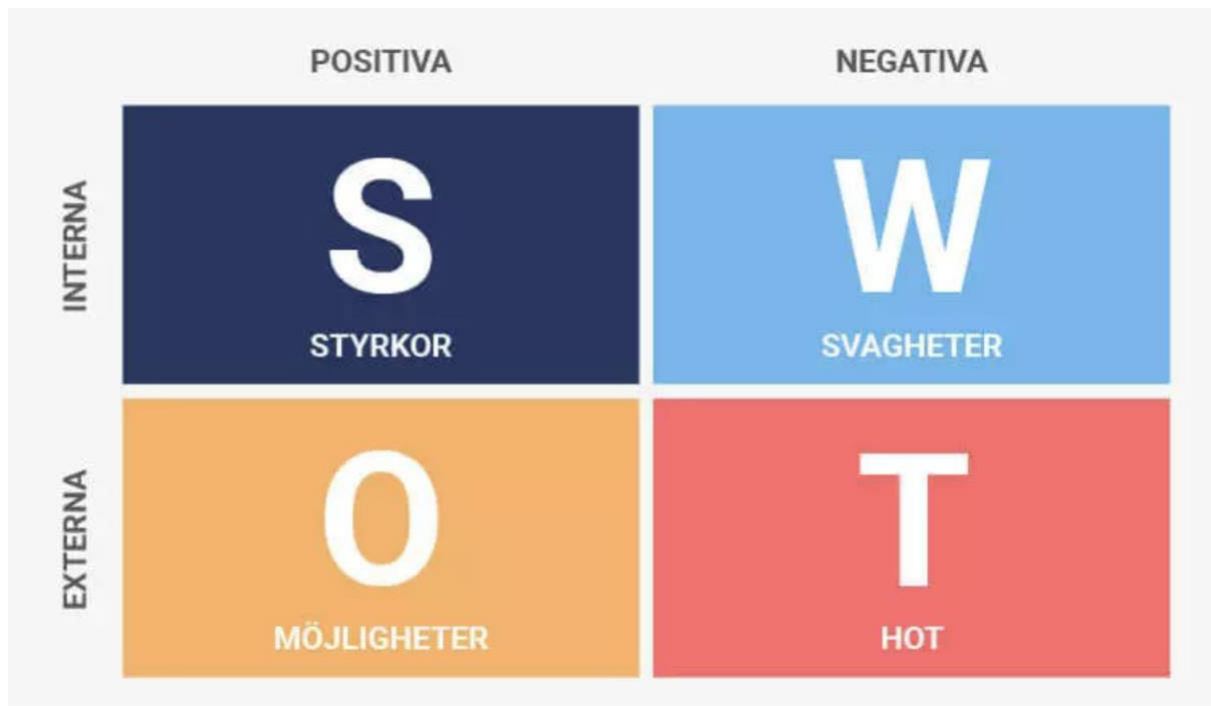 POSITIVA
NEGATIVA
INTERNA
S
STYRKOR
W
SVAGHETER
EXTERNA
O
MÖJLIGHETER
T
HOT